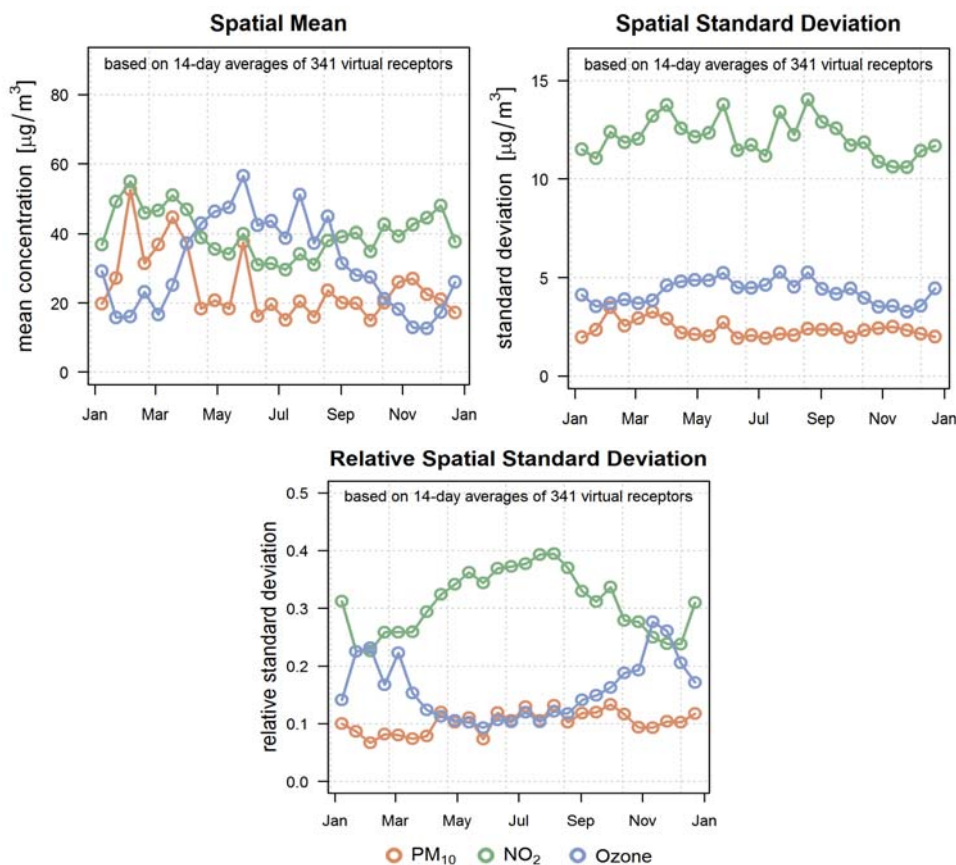 Spatial Mean
based on 14-day averages of 341 virtual receptors
mean concentration [µg/m³]
80
60
40
20
0
Jan Mar May Jul Sep Nov Jan
Spatial Standard Deviation
based on 14-day averages of 341 virtual receptors
standard deviation [µg/m³]
15
10
5
0
Jan Mar May Jul Sep Nov Jan
Relative Spatial Standard Deviation
based on 14-day averages of 341 virtual receptors
relative standard deviation
0.5
0.4
0.3
0.2
0.1
0.0
Jan Mar May Jul Sep Nov Jan
PM₁₀ NO₂ Ozone